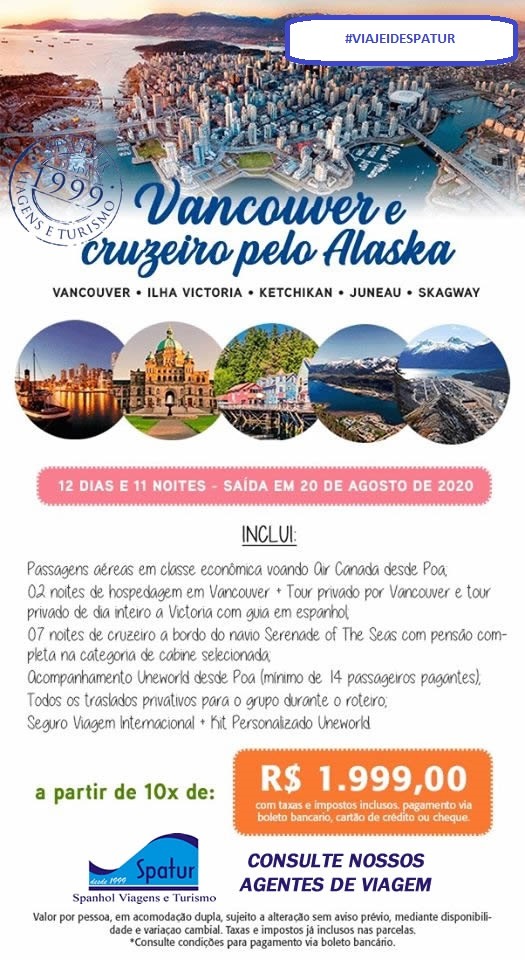 #VIAJEIDESPATUR
1999
VIAGENS E TURISMO
Vancouver e
cruzeiro pelo Alaska
VANCOUVER • ILHA VICTORIA • KETCHIKAN • JUNEAU • SKAGWAY
12 DIAS E 11 NOITES - SAÍDA EM 20 DE AGOSTO DE 2020
INCLUI:
Passagens aéreas em classe econômica voando Air Canada desde Poa;
02 noites de hospedagem em Vancouver + Tour privado por Vancouver e tour
privado de dia inteiro a Victoria com guia em espanhol;
07 noites de cruzeiro a bordo do navio Serenade of The Seas com pensão com-
pleta na categoria de cabine selecionada;
Acompanhamento Uneworld desde Poa (mínimo de 14 passageiros pagantes);
Todos os traslados privativos para o grupo durante o roteiro;
Seguro Viagem Internacional + Kit Personalizado Uneworld.
a partir de 10x de:
R$ 1.999,00
com taxas e impostos inclusos. pagamento via
boleto bancario, cartão de crédito ou cheque.
desde 1999
Spatur
Spanhol Viagens e Turismo
CONSULTE NOSSOS
AGENTES DE VIAGEM
Valor por pessoa, em acomodação dupla, sujeito a alteração sem aviso prévio, mediante disponibili-
dade e variaçao cambial. Taxas e impostos já inclusos nas parcelas.
*Consulte condições para pagamento via boleto bancário.